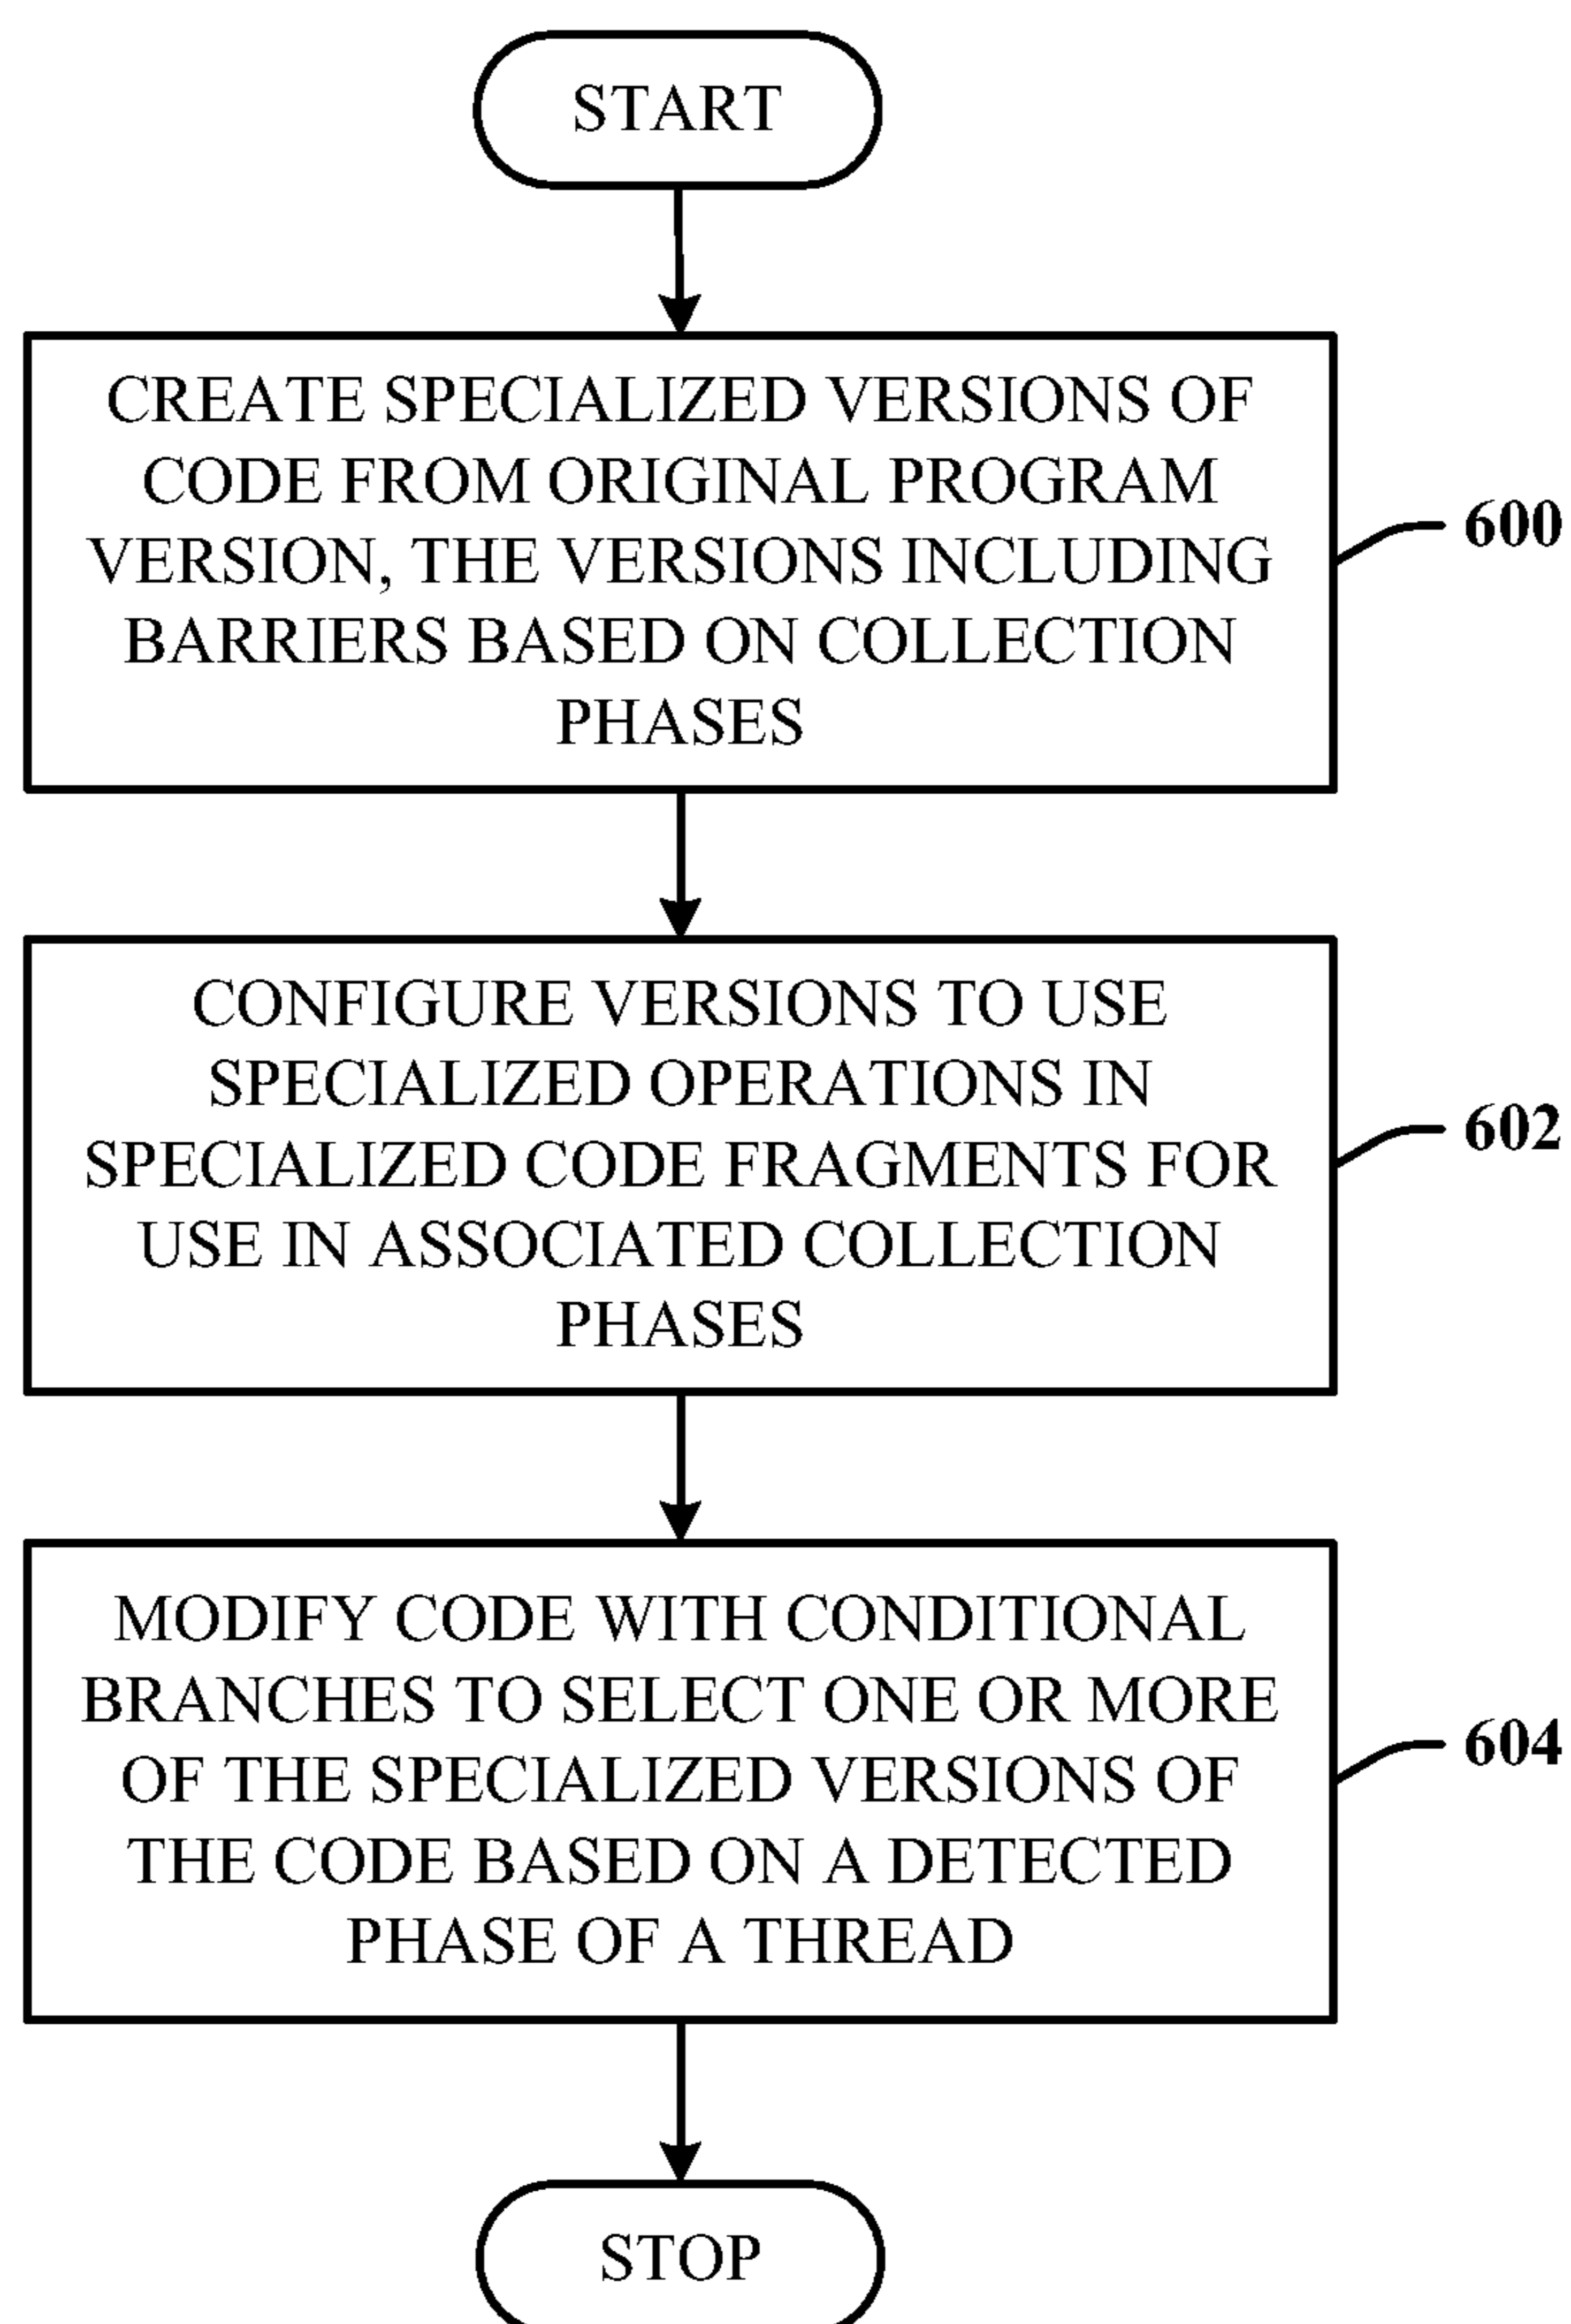 START
CREATE SPECIALIZED VERSIONS OF
CODE FROM ORIGINAL PROGRAM
VERSION, THE VERSIONS INCLUDING
BARRIERS BASED ON COLLECTION
PHASES
600
CONFIGURE VERSIONS TO USE
SPECIALIZED OPERATIONS IN
SPECIALIZED CODE FRAGMENTS FOR
USE IN ASSOCIATED COLLECTION
PHASES
602
MODIFY CODE WITH CONDITIONAL
BRANCHES TO SELECT ONE OR MORE
OF THE SPECIALIZED VERSIONS OF
THE CODE BASED ON A DETECTED
PHASE OF A THREAD
604
STOP